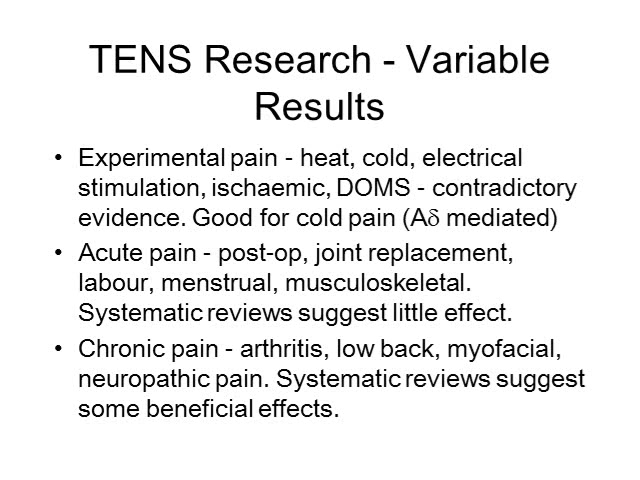 TENS Research - Variable
Results
• Experimental pain - heat, cold, electrical
stimulation, ischaemic, DOMS - contradictory
evidence. Good for cold pain (Aδ mediated)
• Acute pain - post-op, joint replacement,
labour, menstrual, musculoskeletal.
Systematic reviews suggest little effect.
• Chronic pain - arthritis, low back, myofacial,
neuropathic pain. Systematic reviews suggest
some beneficial effects.